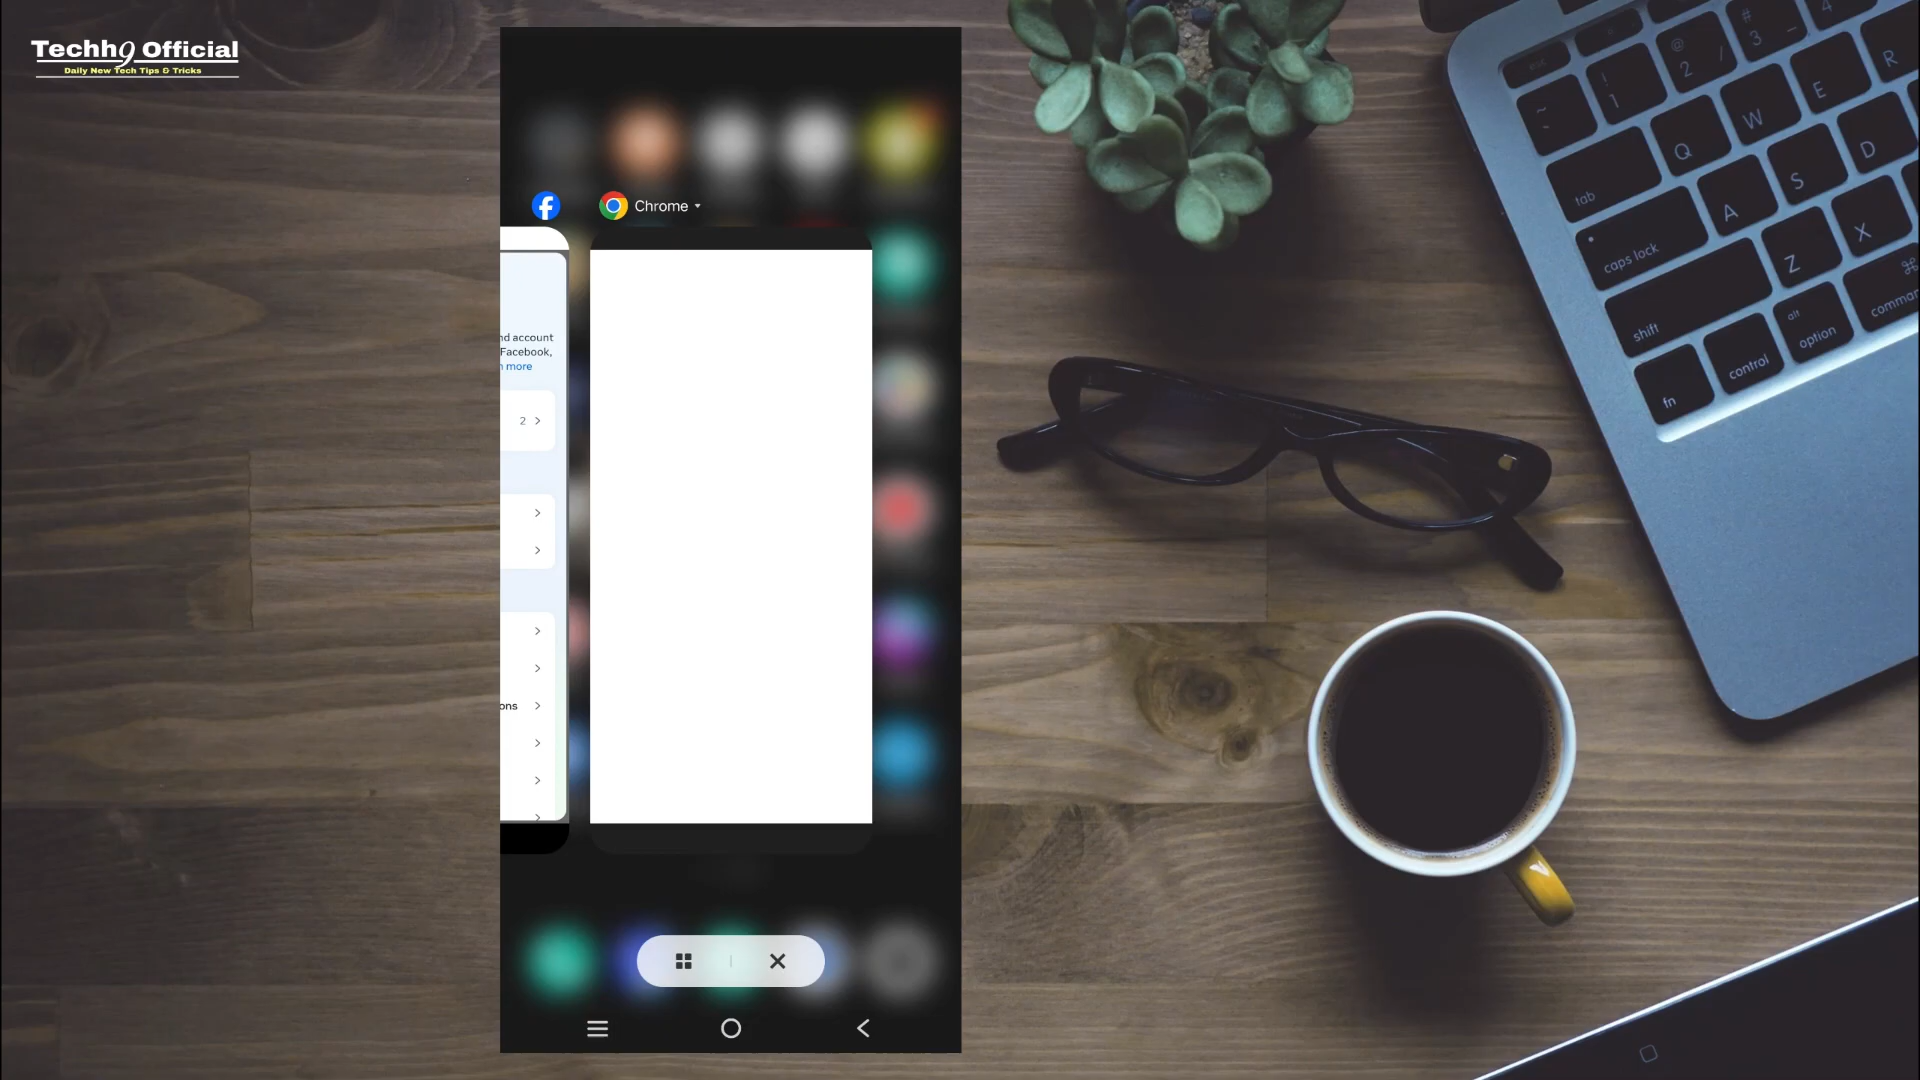 Techh9 Official
Daily New Tech Tips & Tricks
Chrome
nd account
Facebook,
more
2
ons
esc
~
!
1
@
2
#
3
4
tab
Q
W
E
R
caps lock
A
S
D
shift
Z
X
fn
control
alt
option
⌘
comman